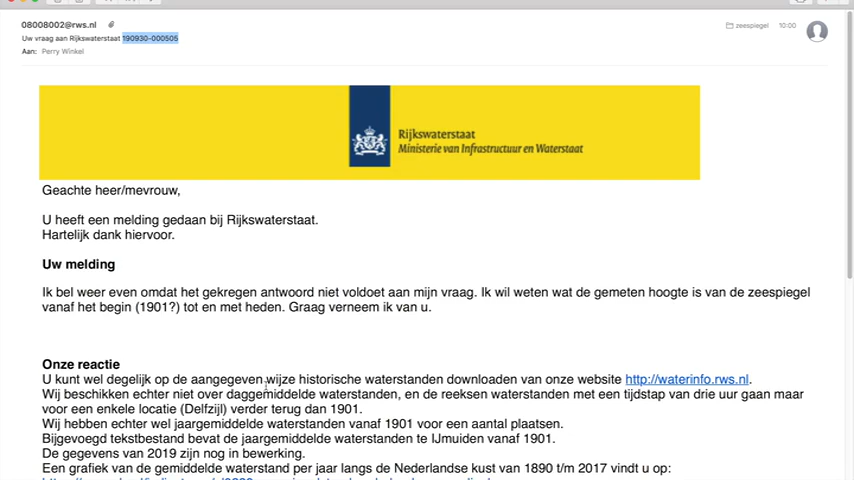 08008002@rws.nl
zeespiegel 10:00
Uw vraag aan Rijkswaterstaat 190930-000505
Aan: Perry Winkel
Rijkswaterstaat
Ministerie van Infrastructuur en Waterstaat
Geachte heer/mevrouw,
U heeft een melding gedaan bij Rijkswaterstaat.
Hartelijk dank hiervoor.
Uw melding
Ik bel weer even omdat het gekregen antwoord niet voldoet aan mijn vraag. Ik wil weten wat de gemeten hoogte is van de zeespiegel
vanaf het begin (1901?) tot en met heden. Graag verneem ik van u.
Onze reactie
U kunt wel degelijk op de aangegeven wijze historische waterstanden downloaden van onze website http://waterinfo.rws.nl.
Wij beschikken echter niet over daggemiddelde waterstanden, en de reeksen waterstanden met een tijdstap van drie uur gaan maar
voor een enkele locatie (Delfzijl) verder terug dan 1901.
Wij hebben echter wel jaargemiddelde waterstanden vanaf 1901 voor een aantal plaatsen.
Bijgevoegd tekstbestand bevat de jaargemiddelde waterstanden te IJmuiden vanaf 1901.
De gegevens van 2019 zijn nog in bewerking.
Een grafiek van de gemiddelde waterstand per jaar langs de Nederlandse kust van 1890 t/m 2017 vindt u op: